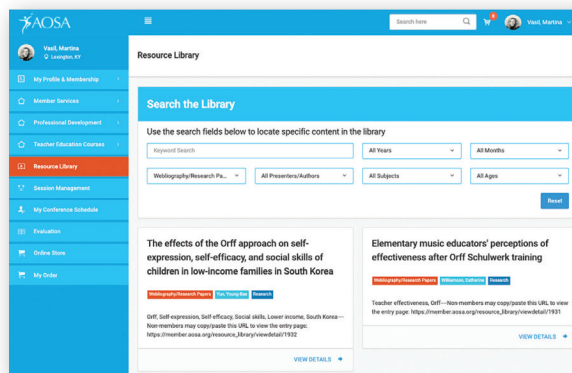 AOSA
Search here
0
Vasil, Martina
Vasil, Martina
Lexington, KY
My Profile & Membership
Member Services
Professional Development
Teacher Education Courses
Resource Library
Session Management
My Conference Schedule
Evaluation
Online Store
My Order
Resource Library
Search the Library
Use the search fields below to locate specific content in the library
Keyword Search
All Years
All Months
Webliography/Research Pa...
All Presenters/Authors
All Subjects
All Ages
Reset
The effects of the Orff approach on self-
expression, self-efficacy, and social skills of
children in low-income families in South Korea
Webliography/Research Papers
Yun, Young Bae
Research
Orff, Self-expression, Self-efficacy, Social skills, Lower income, South Korea---
Non-members may copy/paste this URL to view the entry page:
https://member.aosa.org/resource_library/viewdetail/1932
VIEW DETAILS
Elementary music educators' perceptions of
effectiveness after Orff Schulwerk training
Webliography/Research Papers
Williamson, Catherine
Research
Teacher effectiveness, Orff---Non-members may copy/paste this URL to view
the entry page: https://member.aosa.org/resource_library/viewdetail/1931
VIEW DETAILS